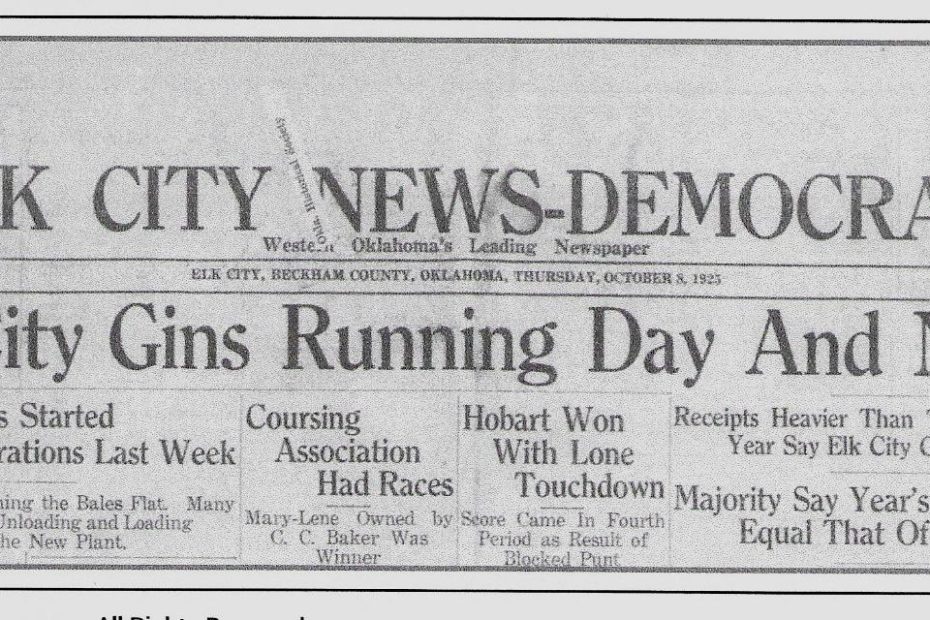 Okla. Historical Society
K CITY NEWS-DEMOCRA
Western Oklahoma's Leading Newspaper
ELK CITY, BECKHAM COUNTY, OKLAHOMA, THURSDAY, OCTOBER 8, 1925
City Gins Running Day And N
s Started
rations Last Week
ning the Bales Flat. Many
Unloading and Loading
he New Plant.
Coursing
Association
Had Races
Mary-Lene Owned by
C. C. Baker Was
Winner
Hobart Won
With Lone
Touchdown
Score Came In Fourth
Period as Result of
Blocked Punt
Receipts Heavier Than
Year Say Elk City C
Majority Say Year's
Equal That Of
All Rights Reserved